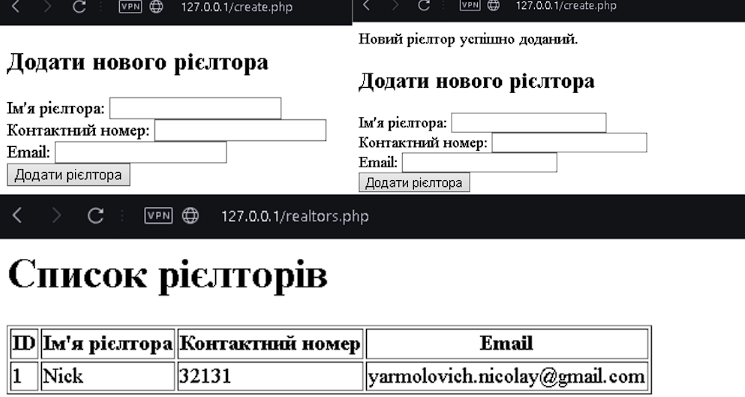 VPN 127.0.0.1/create.php
Додати нового рієлтора
Ім'я рієлтора:
Контактний номер:
Email:
Додати рієлтора
VPN 127.0.0.1/create.php
Новий рієлтор успішно доданий.
Додати нового рієлтора
Ім'я рієлтора:
Контактний номер:
Email:
Додати рієлтора
VPN 127.0.0.1/realtors.php
Список рієлторів
ID Ім'я рієлтора Контактний номер Email
1 Nick 32131 yarmolovich.nicolay@gmail.com